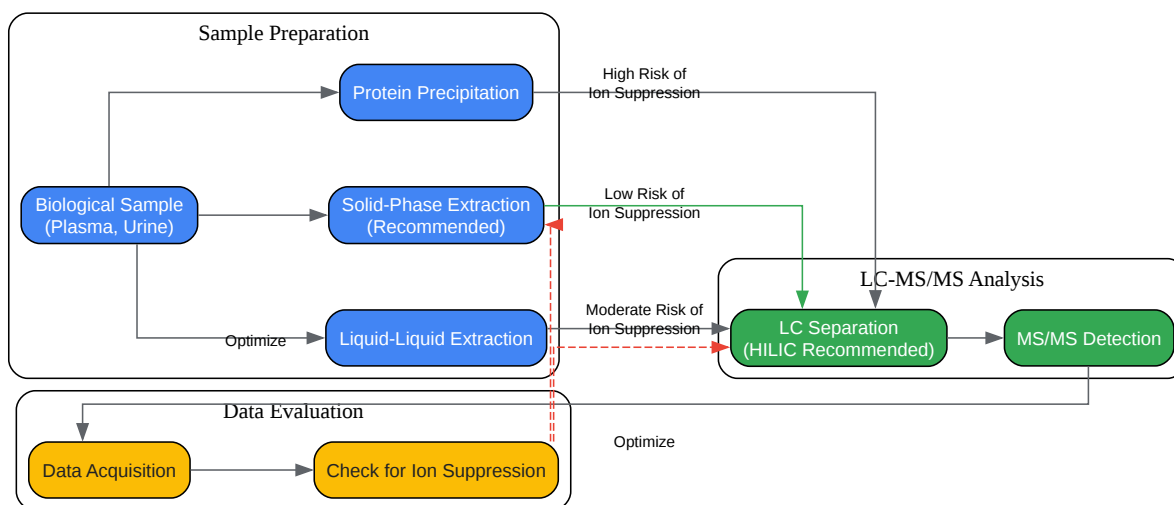 Sample Preparation
Protein Precipitation
High Risk of
Ion Suppression
Biological Sample
(Plasma, Urine)
Solid-Phase Extraction
(Recommended)
Low Risk of
Ion Suppression
Optimize
Liquid-Liquid Extraction
Moderate Risk of
Ion Suppression
LC-MS/MS Analysis
LC Separation
(HILIC Recommended)
MS/MS Detection
Data Evaluation
Data Acquisition
Check for Ion Suppression
Optimize